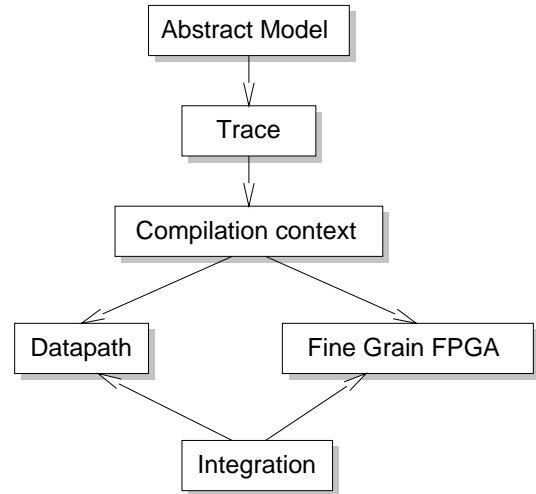 Abstract Model
Trace
Compilation context
Datapath
Fine Grain FPGA
Integration